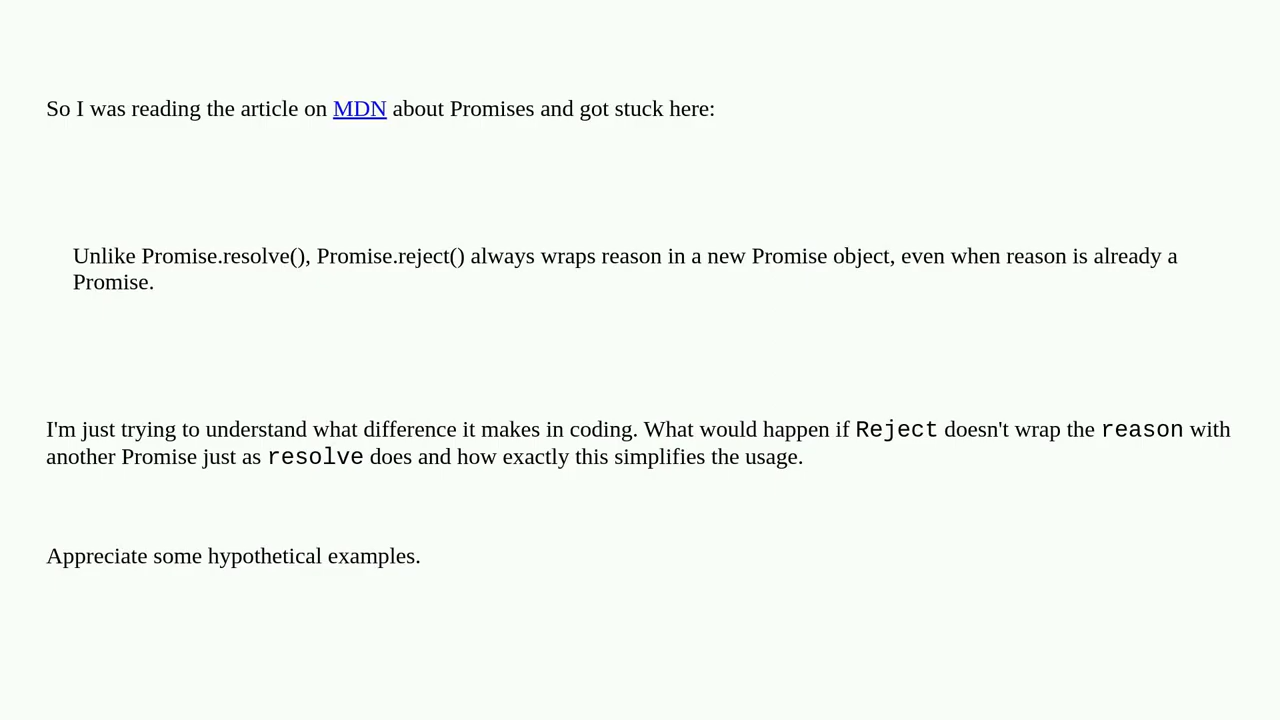 So I was reading the article on MDN about Promises and got stuck here:
Unlike Promise.resolve(), Promise.reject() always wraps reason in a new Promise object, even when reason is already a
Promise.
I'm just trying to understand what difference it makes in coding. What would happen if Reject doesn't wrap the reason with
another Promise just as resolve does and how exactly this simplifies the usage.
Appreciate some hypothetical examples.